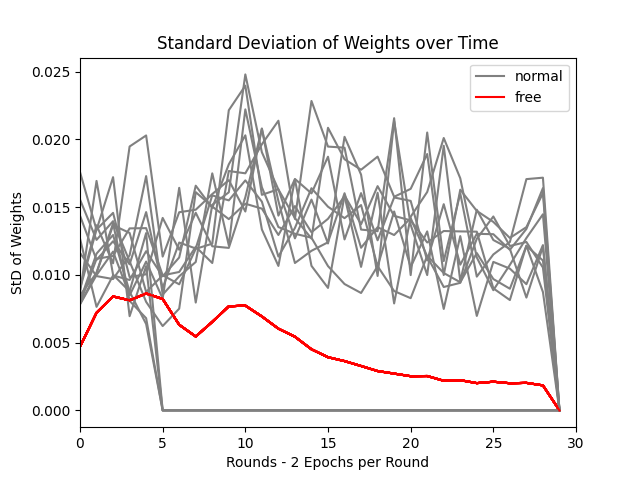 Standard Deviation of Weights over Time
normal
free
StD of Weights
0.025
0.020
0.015
0.010
0.005
0.000
0 5 10 15 20 25 30
Rounds - 2 Epochs per Round